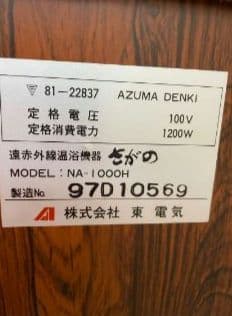 ▽ 81-22837 AZUMA DENKI
定格電圧 100V
定格消費電力 1200W
遠赤外線温浴機器 さがの
MODEL: NA-1000H
製造No. 97D10569
株式会社 東電気